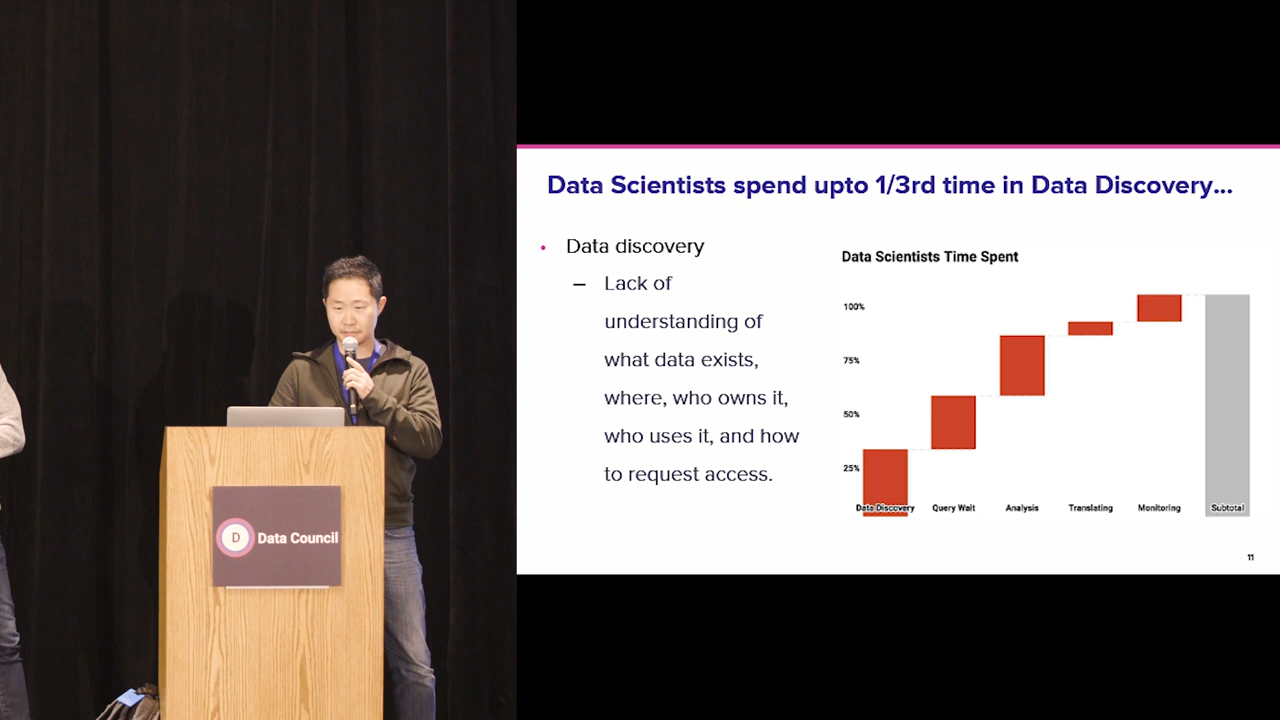 Data Scientists spend upto 1/3rd time in Data Discovery...
• Data discovery
– Lack of
understanding of
what data exists,
where, who owns it,
who uses it, and how
to request access.
Data Scientists Time Spent
100%
75%
50%
25%
Data Discovery Query Wait Analysis Translating Monitoring Subtotal
11
D Data Council